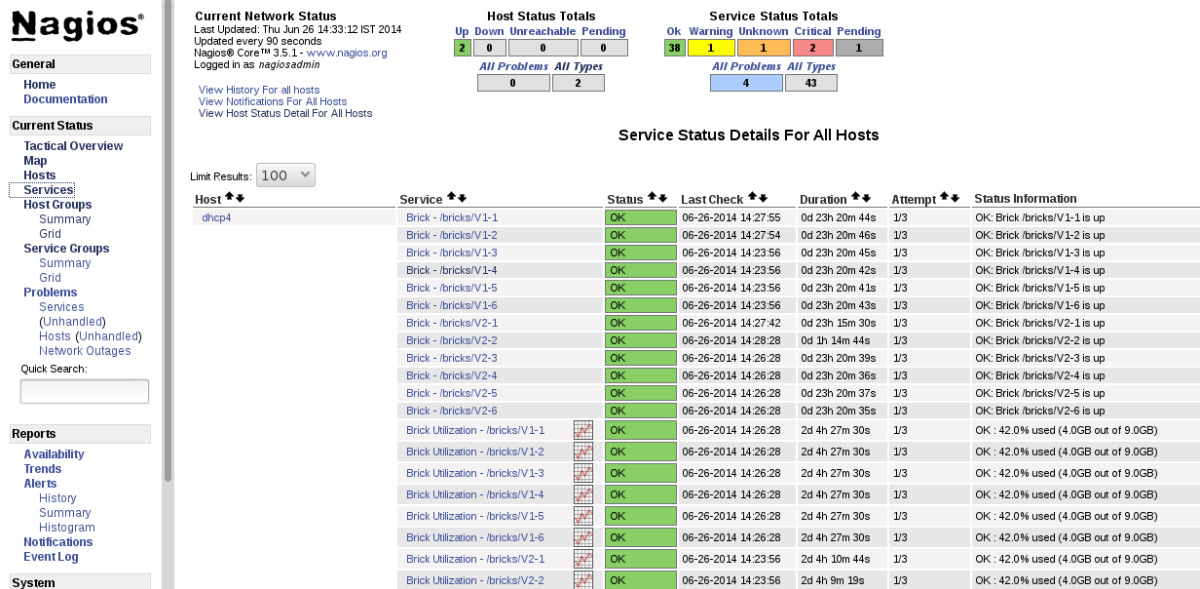 Nagios®
General
Home
Documentation
Current Status
Tactical Overview
Map
Hosts
Services
Host Groups
Summary
Grid
Service Groups
Summary
Grid
Problems
Services
(Unhandled)
Hosts (Unhandled)
Network Outages
Quick Search:
Reports
Availability
Trends
Alerts
History
Summary
Histogram
Notifications
Event Log
System
Current Network Status
Last Updated: Thu Jun 26 14:33:12 IST 2014
Updated every 90 seconds
Nagios® Core™ 3.5.1 - www.nagios.org
Logged in as nagiosadmin
View History For all hosts
View Notifications For All Hosts
View Host Status Detail For All Hosts
Host Status Totals
Up Down Unreachable Pending
2 0 0 0
All Problems All Types
0 2
Service Status Totals
Ok Warning Unknown Critical Pending
38 1 1 2 1
All Problems All Types
4 43
Service Status Details For All Hosts
Limit Results: 100
Host Service Status Last Check Duration Attempt Status Information
dhcp4 Brick - /bricks/V1-1 OK 06-26-2014 14:27:55 0d 23h 20m 44s 1/3 OK: Brick /bricks/V1-1 is up
Brick - /bricks/V1-2 OK 06-26-2014 14:27:54 0d 23h 20m 46s 1/3 OK: Brick /bricks/V1-2 is up
Brick - /bricks/V1-3 OK 06-26-2014 14:23:56 0d 23h 20m 45s 1/3 OK: Brick /bricks/V1-3 is up
Brick - /bricks/V1-4 OK 06-26-2014 14:23:56 0d 23h 20m 42s 1/3 OK: Brick /bricks/V1-4 is up
Brick - /bricks/V1-5 OK 06-26-2014 14:23:56 0d 23h 20m 41s 1/3 OK: Brick /bricks/V1-5 is up
Brick - /bricks/V1-6 OK 06-26-2014 14:23:56 0d 23h 20m 43s 1/3 OK: Brick /bricks/V1-6 is up
Brick - /bricks/V2-1 OK 06-26-2014 14:27:42 0d 23h 15m 30s 1/3 OK: Brick /bricks/V2-1 is up
Brick - /bricks/V2-2 OK 06-26-2014 14:28:28 0d 1h 14m 44s 1/3 OK: Brick /bricks/V2-2 is up
Brick - /bricks/V2-3 OK 06-26-2014 14:26:28 0d 23h 20m 39s 1/3 OK: Brick /bricks/V2-3 is up
Brick - /bricks/V2-4 OK 06-26-2014 14:26:28 0d 23h 20m 36s 1/3 OK: Brick /bricks/V2-4 is up
Brick - /bricks/V2-5 OK 06-26-2014 14:26:28 0d 23h 20m 37s 1/3 OK: Brick /bricks/V2-5 is up
Brick - /bricks/V2-6 OK 06-26-2014 14:26:28 0d 23h 20m 35s 1/3 OK: Brick /bricks/V2-6 is up
Brick Utilization - /bricks/V1-1 OK 06-26-2014 14:26:28 2d 4h 27m 30s 1/3 OK : 42.0% used (4.0GB out of 9.0GB)
Brick Utilization - /bricks/V1-2 OK 06-26-2014 14:26:28 2d 4h 27m 30s 1/3 OK : 42.0% used (4.0GB out of 9.0GB)
Brick Utilization - /bricks/V1-3 OK 06-26-2014 14:26:28 2d 4h 27m 30s 1/3 OK : 42.0% used (4.0GB out of 9.0GB)
Brick Utilization - /bricks/V1-4 OK 06-26-2014 14:26:28 2d 4h 27m 30s 1/3 OK : 42.0% used (4.0GB out of 9.0GB)
Brick Utilization - /bricks/V1-5 OK 06-26-2014 14:26:28 2d 4h 27m 30s 1/3 OK : 42.0% used (4.0GB out of 9.0GB)
Brick Utilization - /bricks/V1-6 OK 06-26-2014 14:26:28 2d 4h 27m 30s 1/3 OK : 42.0% used (4.0GB out of 9.0GB)
Brick Utilization - /bricks/V2-1 OK 06-26-2014 14:23:56 2d 4h 10m 44s 1/3 OK : 42.0% used (4.0GB out of 9.0GB)
Brick Utilization - /bricks/V2-2 OK 06-26-2014 14:23:56 2d 4h 9m 19s 1/3 OK : 42.0% used (4.0GB out of 9.0GB)